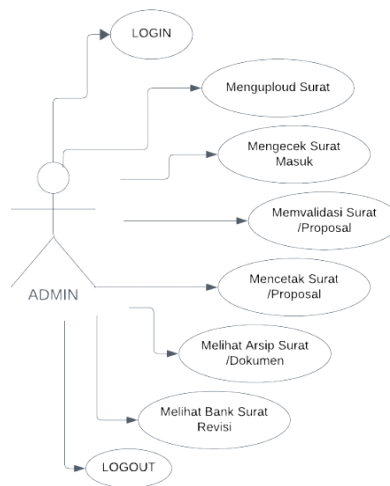 LOGIN
Menguploud Surat
Mengecek Surat
Masuk
Memvalidasi Surat
/Proposal
ADMIN
Mencetak Surat
/Proposal
Melihat Arsip Surat
/Dokumen
Melihat Bank Surat
Revisi
LOGOUT